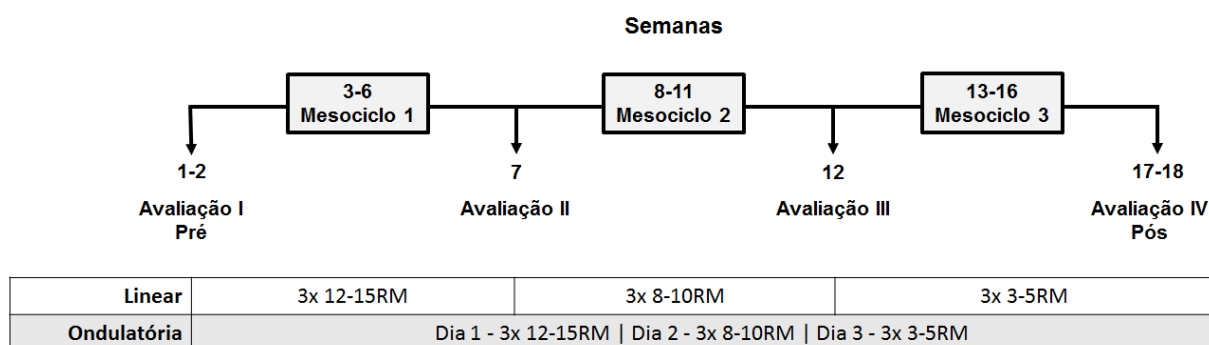 Semanas
3-6
Mesociclo 1
8-11
Mesociclo 2
13-16
Mesociclo 3
1-2
7
12
17-18
Avaliação I
Pré
Avaliação II
Avaliação III
Avaliação IV
Pós
Linear 3x 12-15RM 3x 8-10RM 3x 3-5RM
Ondulatória Dia 1 - 3x 12-15RM | Dia 2 - 3x 8-10RM | Dia 3 - 3x 3-5RM